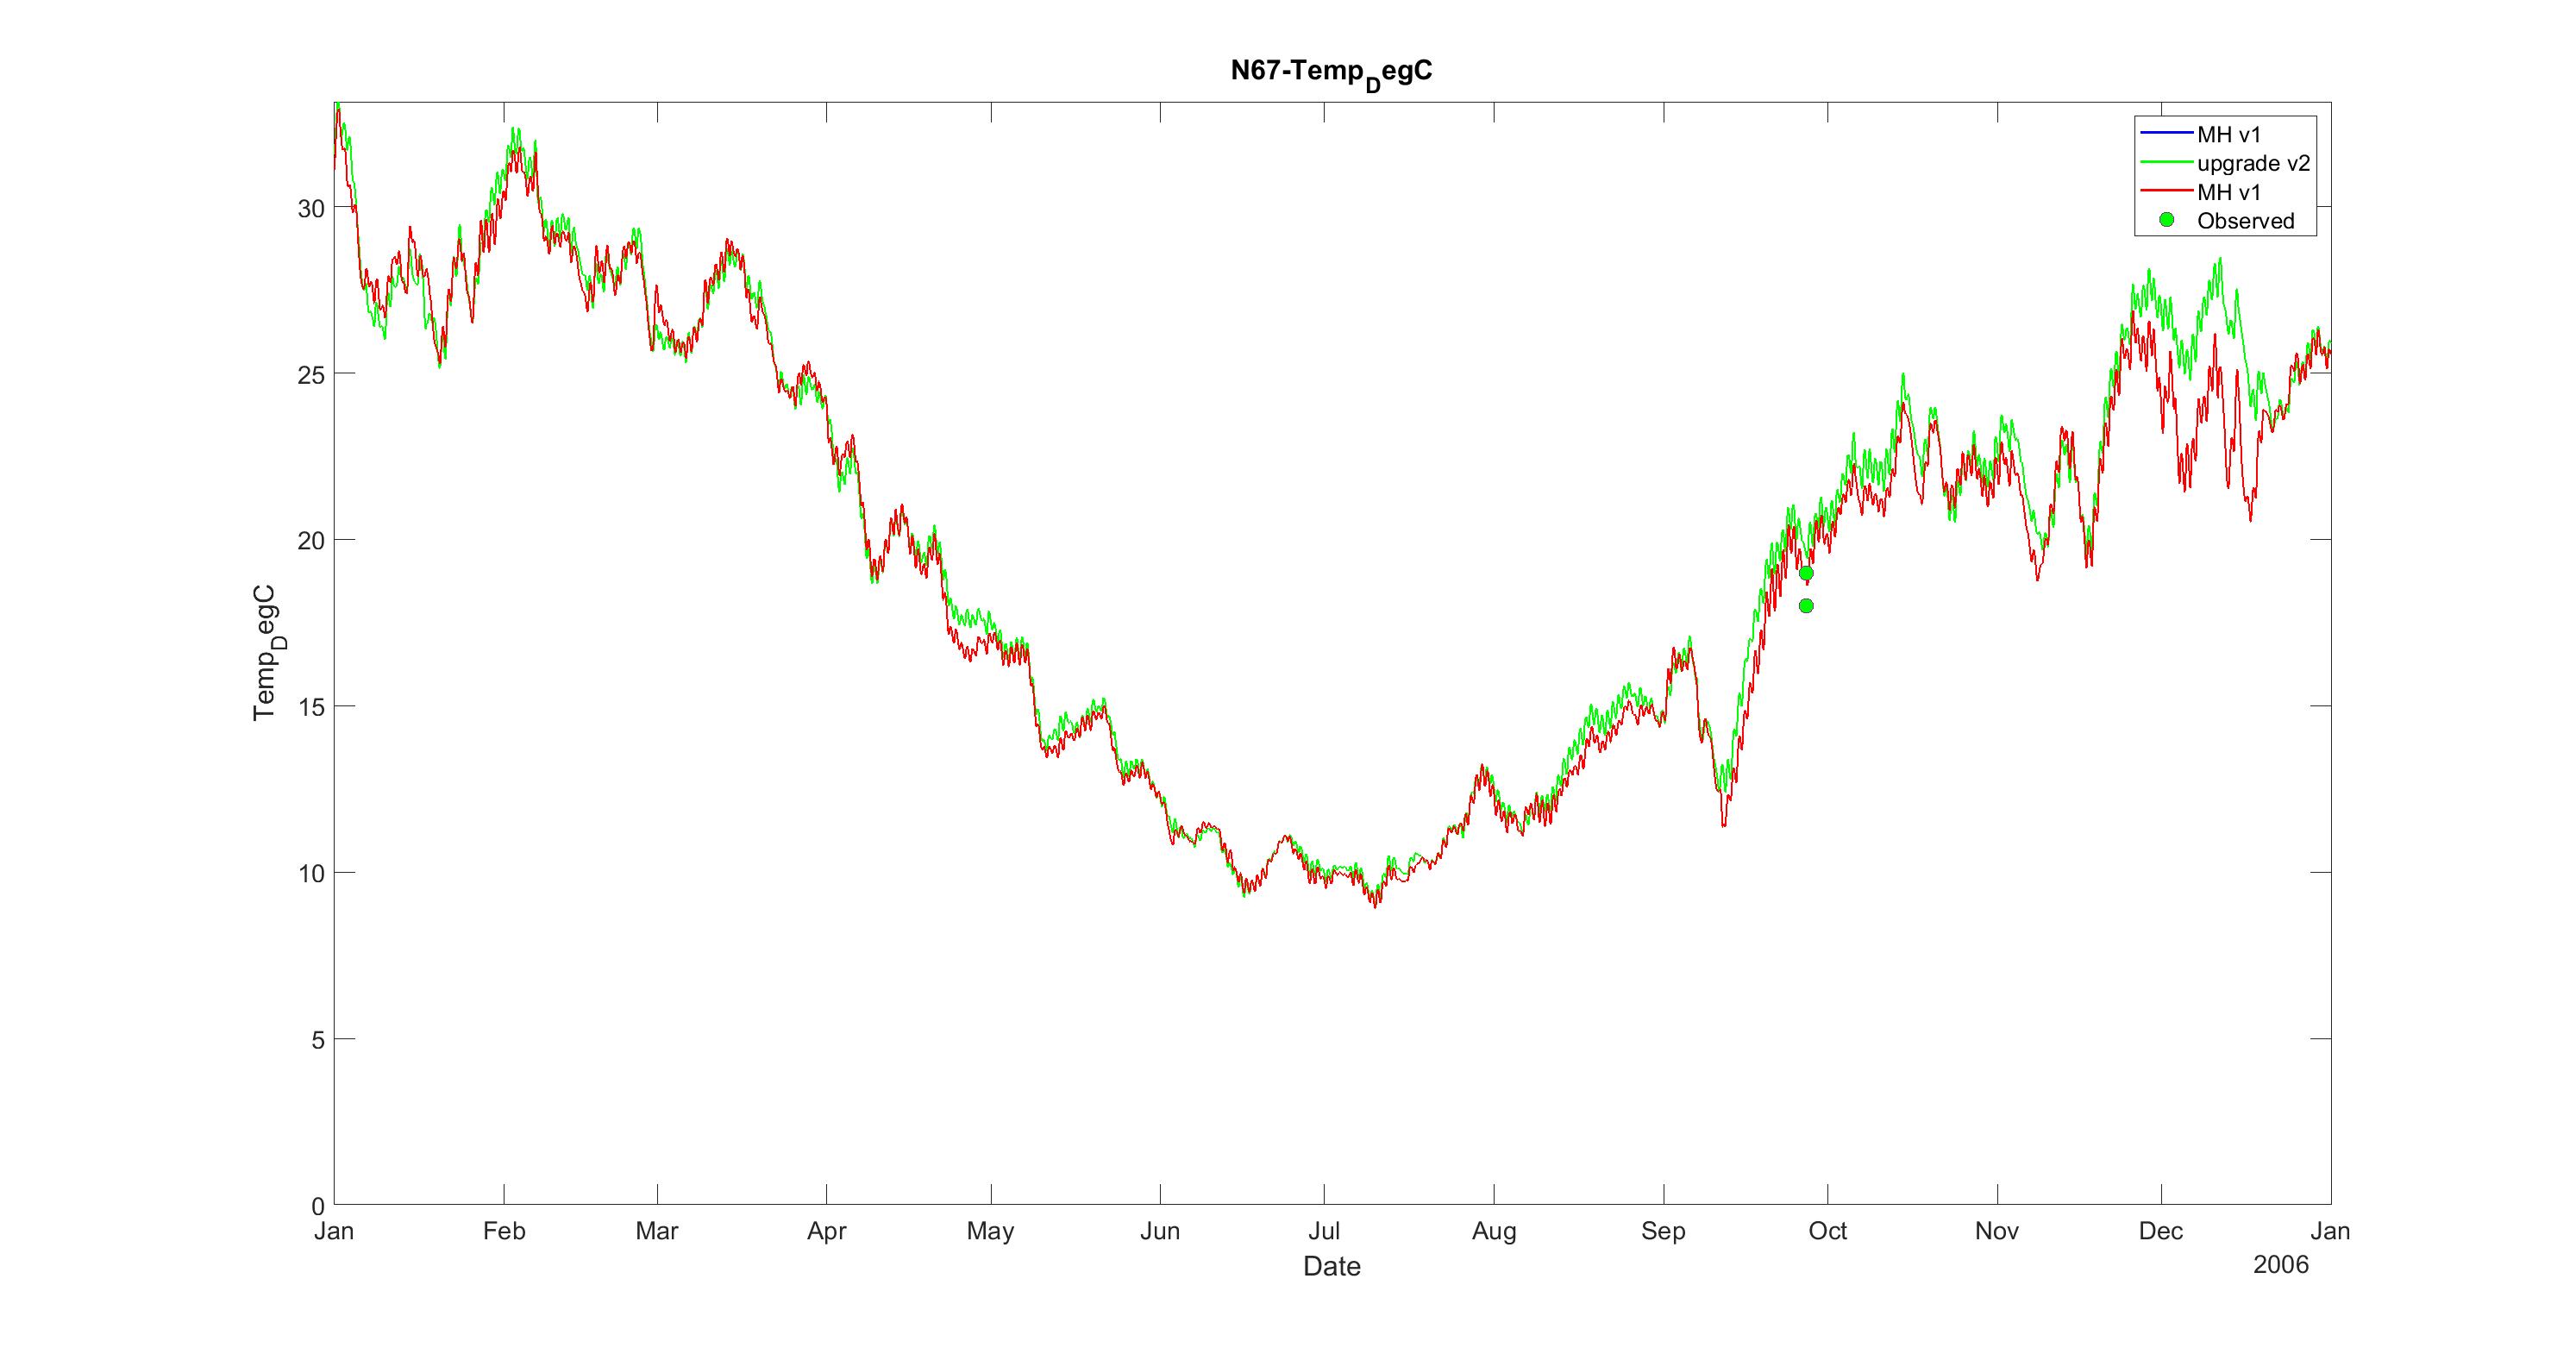 N67-Temp_DegC
MH v1
upgrade v2
MH v1
Observed
30
25
20
15
10
5
0
Temp_DegC
Jan Feb Mar Apr May Jun Jul Aug Sep Oct Nov Dec Jan
Date
2006